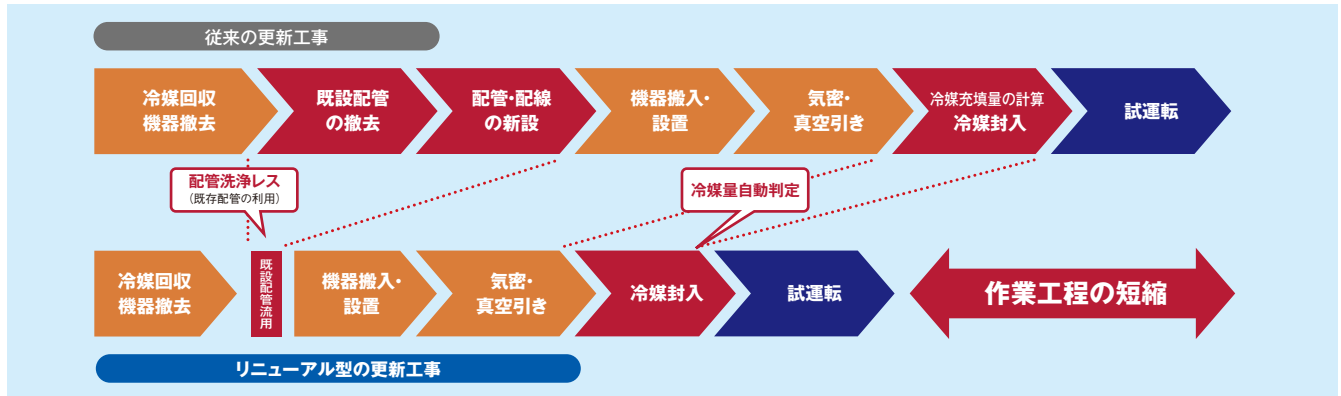 従来の更新工事
冷媒回収
機器撤去
既設配管
の撤去
配管・配線
の新設
機器搬入・
設置
気密・
真空引き
冷媒充填量の計算
冷媒封入
試運転
配管洗浄レス
(既存配管の利用)
冷媒量自動判定
冷媒回収
機器撤去
既設配管流用
機器搬入・
設置
気密・
真空引き
冷媒封入
試運転
作業工程の短縮
リニューアル型の更新工事